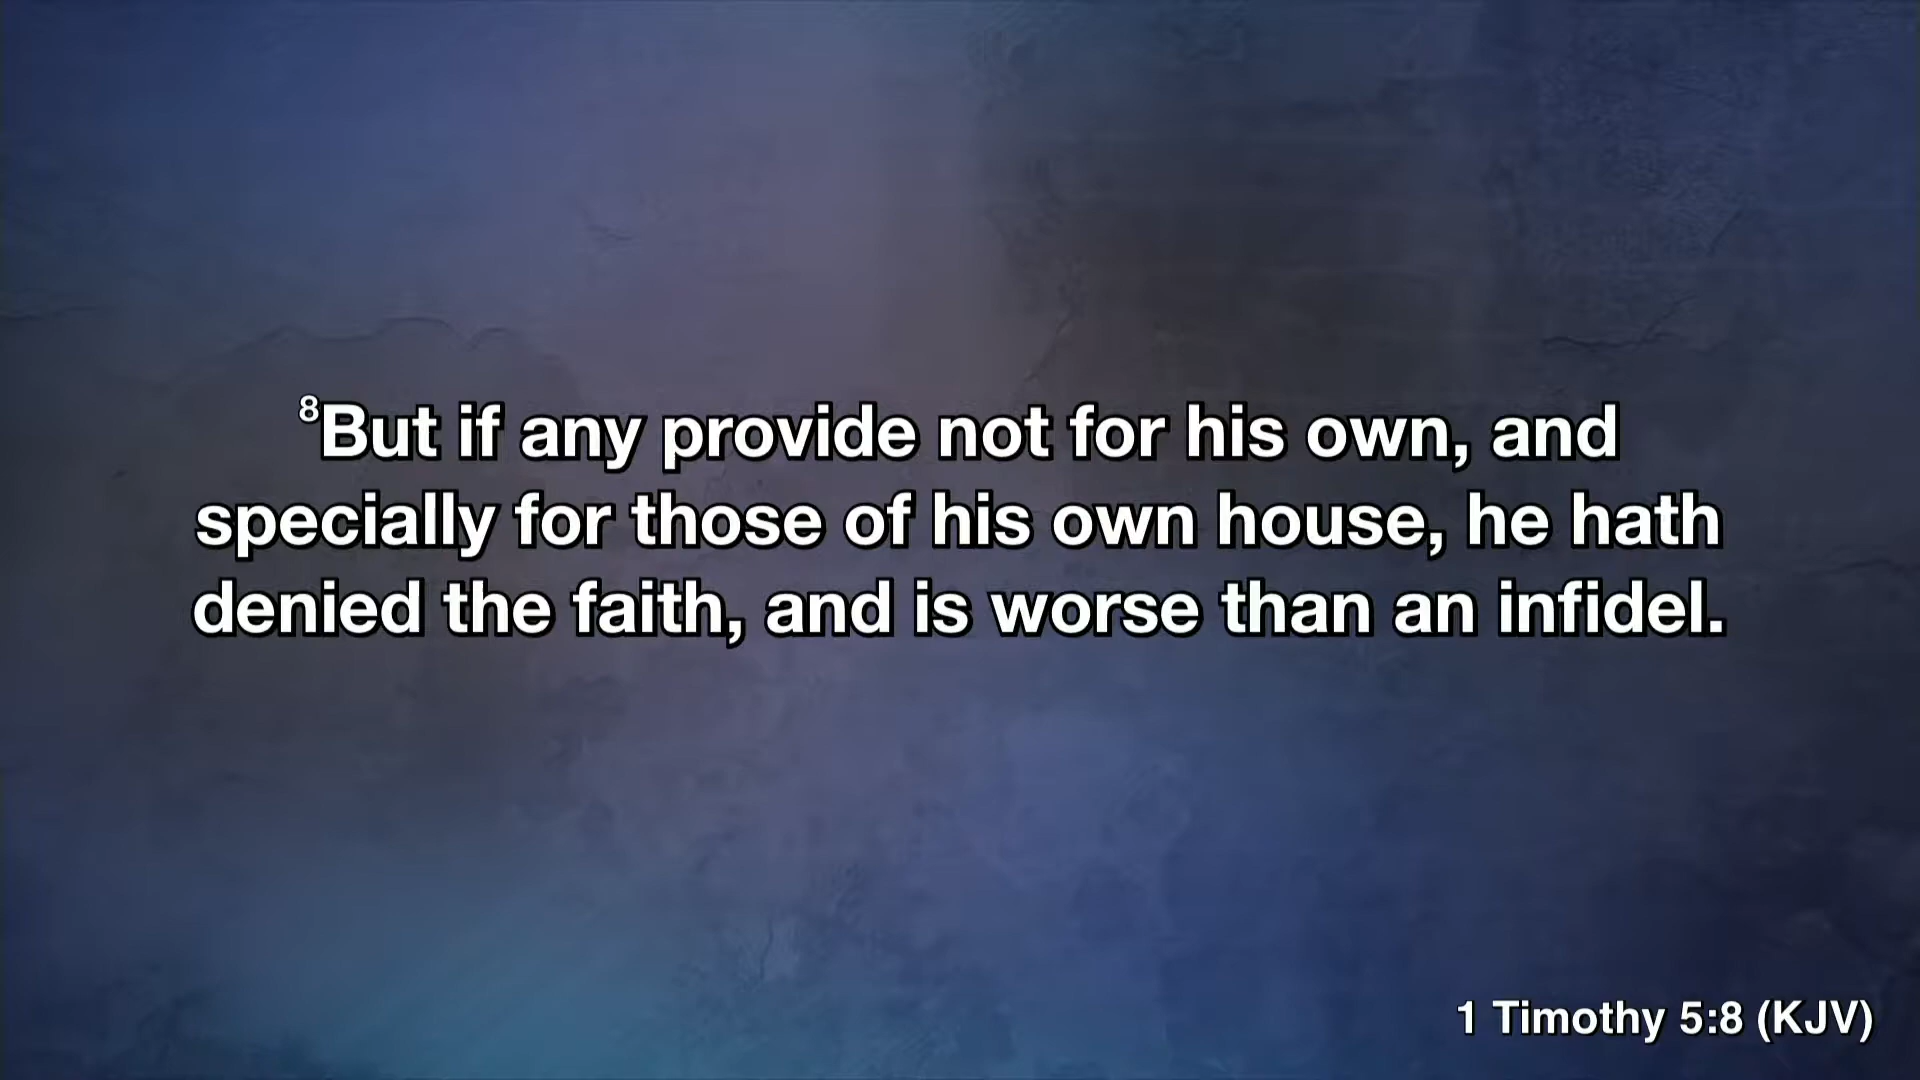 ⁸But if any provide not for his own, and
specially for those of his own house, he hath
denied the faith, and is worse than an infidel.
1 Timothy 5:8 (KJV)